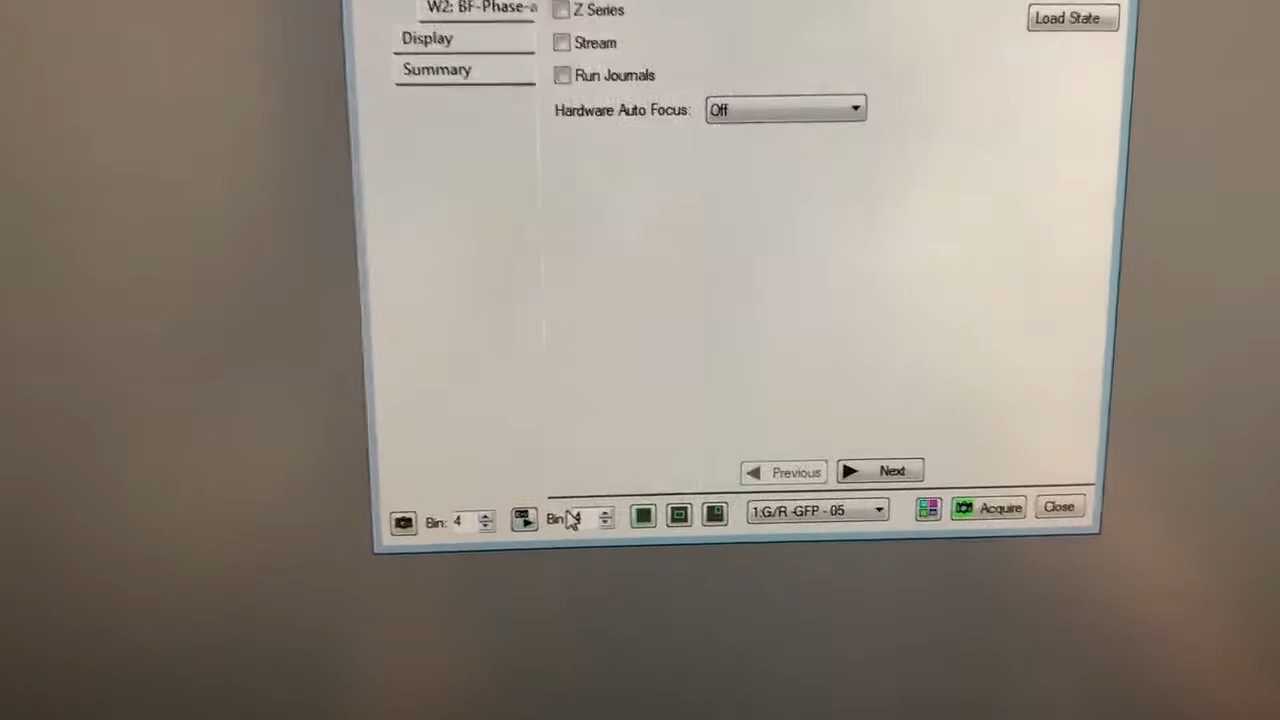 W2: BF-Phase-a
Z Series
Load State...
Display
Stream
Summary
Run Journals
Hardware Auto Focus: Off
Previous
Next
Bin: 4
Bin
1:G/R -GFP - 05
Acquire
Close